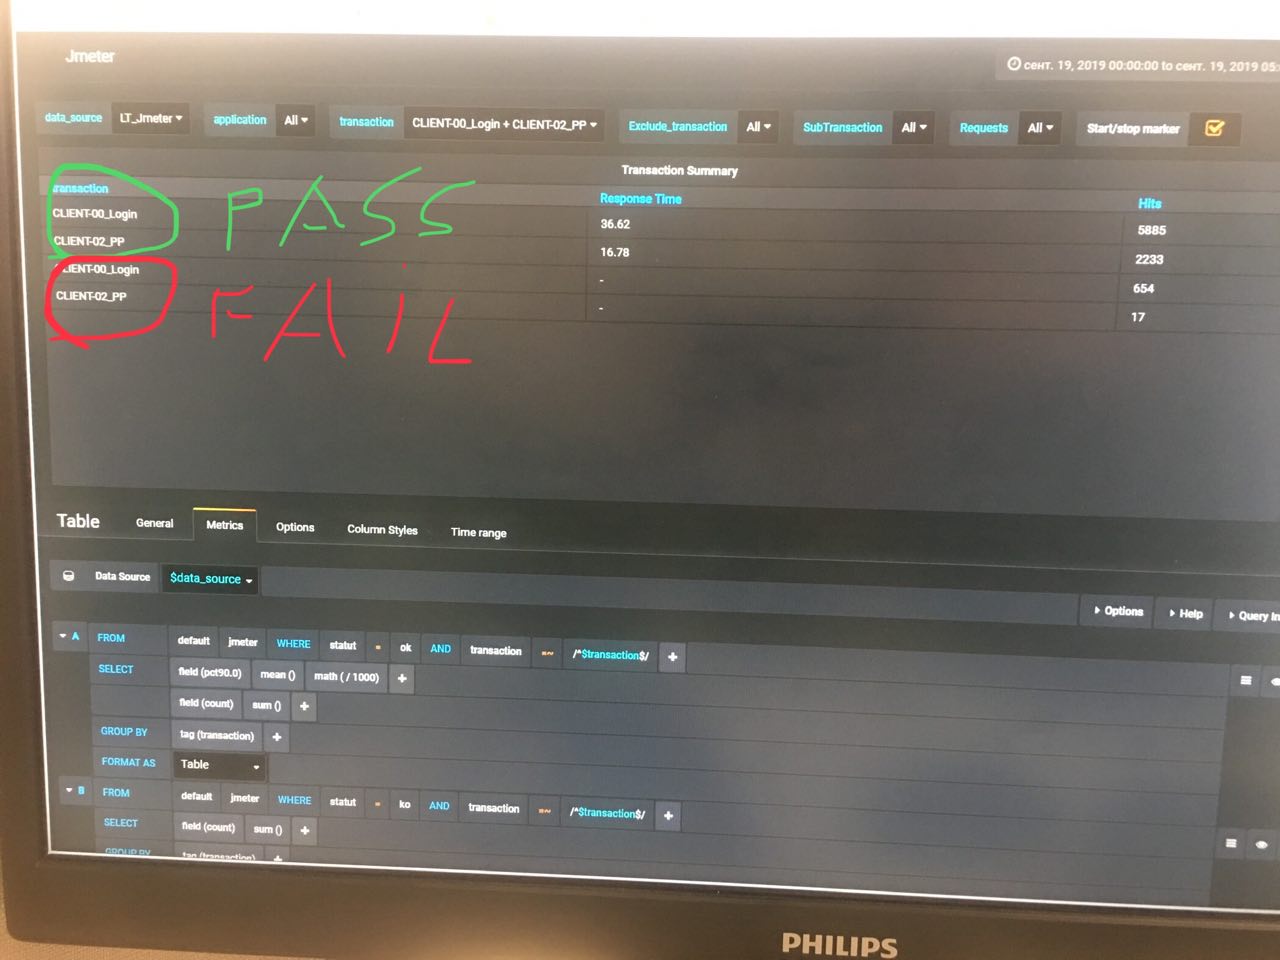 Jmeter
сент. 19, 2019 00:00:00 to сент. 19, 2019 05:
data_source LT_Jmeter application All transaction CLIENT-00_Login + CLIENT-02_PP Exclude_transaction All SubTransaction All Requests All Start/stop marker
Transaction Summary
transaction Response Time Hits
CLIENT-00_Login 36.62 5885
CLIENT-02_PP 16.78 2233
CLIENT-00_Login - 654
CLIENT-02_PP - 17
PASS
FAIL
Table General Metrics Options Column Styles Time range
Data Source $data_source Options Help Query In
A FROM default jmeter WHERE statut = ok AND transaction =~ /^$transaction$/ +
SELECT field (pct90.0) mean () math ( / 1000) +
field (count) sum () +
GROUP BY tag (transaction) +
FORMAT AS Table
B FROM default jmeter WHERE statut = ko AND transaction =~ /^$transaction$/ +
SELECT field (count) sum () +
GROUP BY tag (transaction) +
PHILIPS